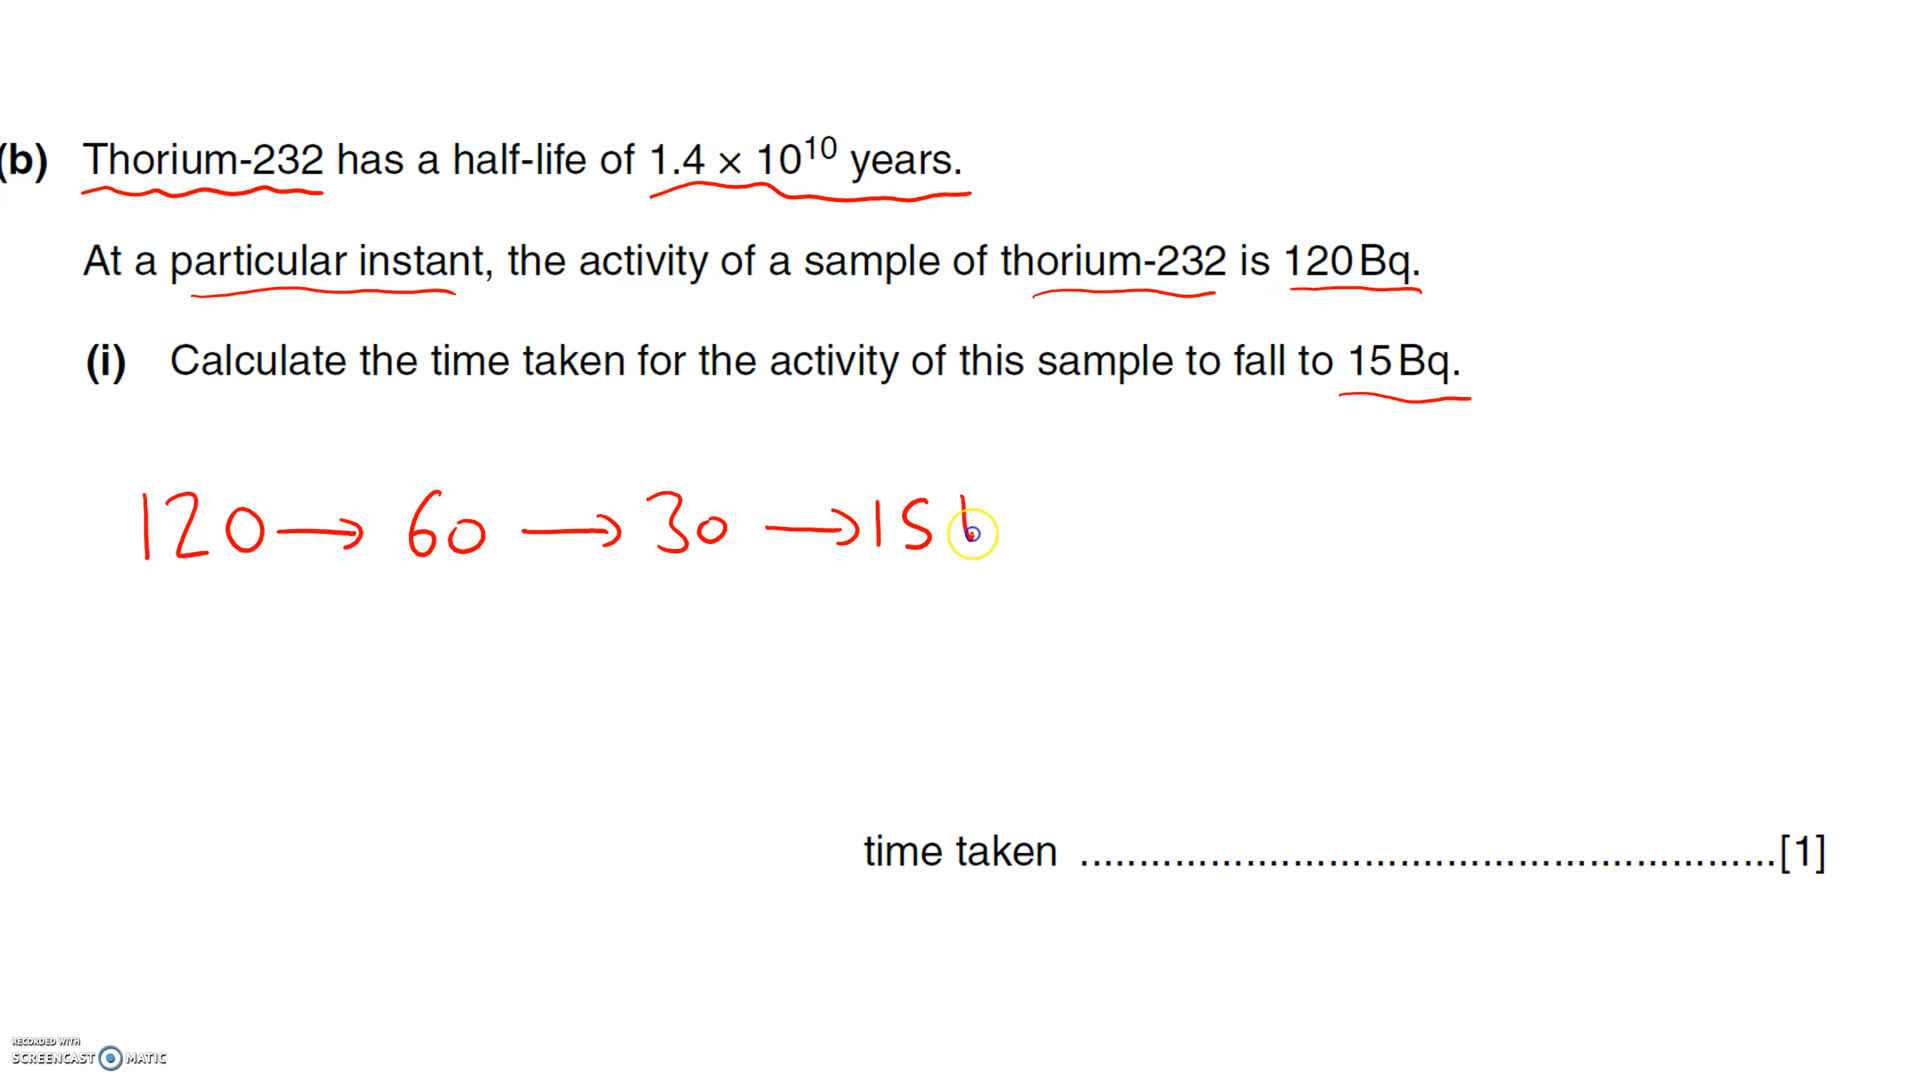 (b) Thorium-232 has a half-life of 1.4 × 10¹⁰ years.
At a particular instant, the activity of a sample of thorium-232 is 120 Bq.
(i) Calculate the time taken for the activity of this sample to fall to 15 Bq.
120 → 60 → 30 → 15 b
time taken ............................................................[1]
RECORDED WITH
SCREENCAST MATIC